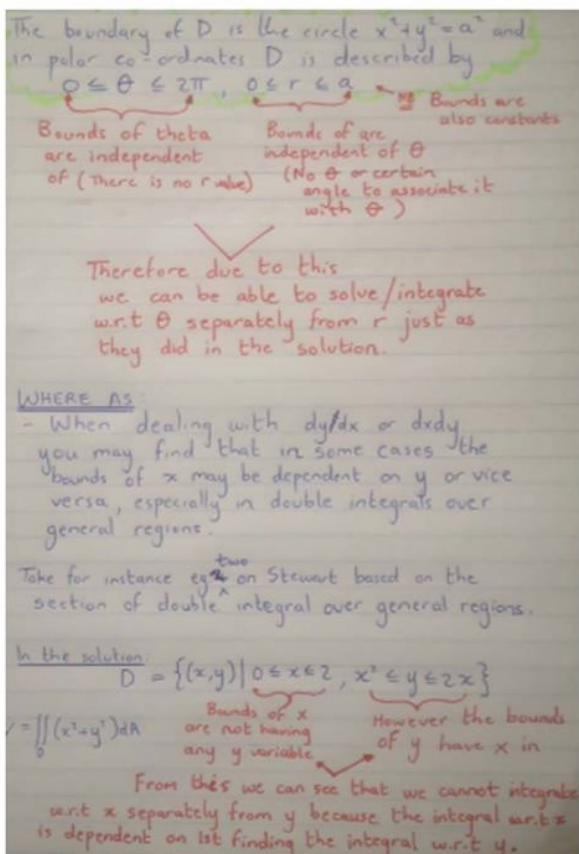 The boundary of D is the circle x²+y²=a² and
in polar co-ordinates D is described by
0 ≤ θ ≤ 2π, 0 ≤ r ≤ a
NB Bounds are
also constants
Bounds of theta
are independent
of (There is no r value)
Bounds of are
independent of θ
(No θ or certain
angle to associate it
with θ)
Therefore due to this
we can be able to solve/integrate
w.r.t θ separately from r just as
they did in the solution.
WHERE AS:
- When dealing with dy/dx or dxdy
you may find that in some cases the
bounds of x may be dependent on y or vice
versa, especially in double integrals over
general regions.
Take for instance eg two on Stewart based on the
section of double ^ integral over general regions.
In the solution:
D = {(x,y)| 0 ≤ x ≤ 2, x² ≤ y ≤ 2x}
= ∬(x²+y²)dA
D
Bounds of x
are not having
any y variable
However the bounds
of y have x in
From this we can see that we cannot integrate
w.r.t x separately from y because the integral w.r.t x
is dependent on 1st finding the integral w.r.t y.